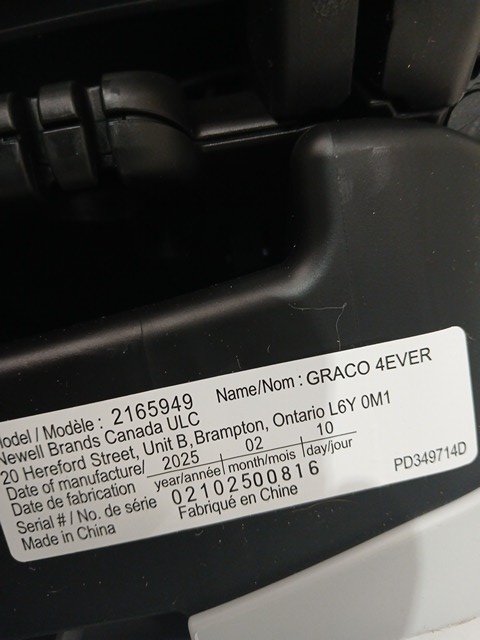 Model / Modèle : 2165949 Name/Nom : GRACO 4EVER
Newell Brands Canada ULC
20 Hereford Street, Unit B, Brampton, Ontario L6Y 0M1
Date of manufacture/ 2025 02 10
Date de fabrication year/année month/mois day/jour
Serial # / No. de série 02102500816
Made in China Fabriqué en Chine
PD349714D